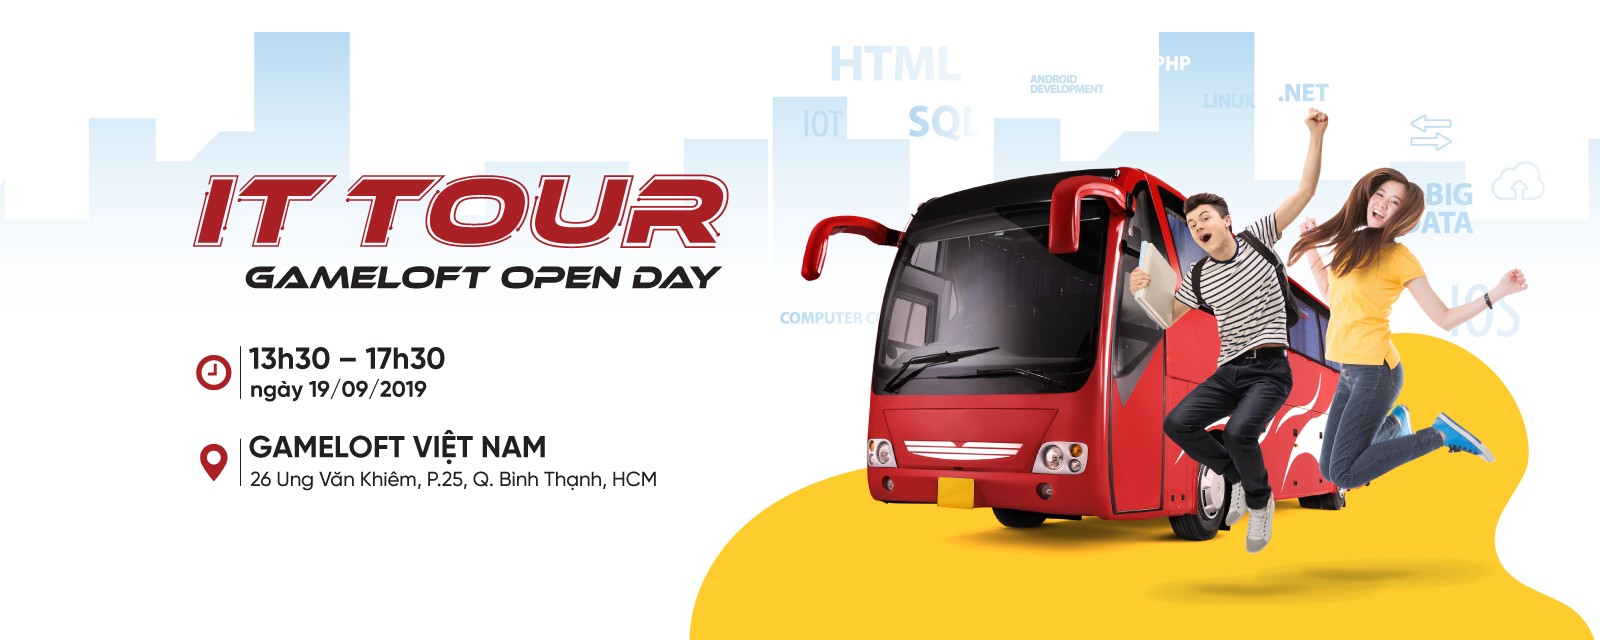 IT TOUR
GAMELOFT OPEN DAY
13h30 – 17h30
ngày 19/09/2019
GAMELOFT VIỆT NAM
26 Ung Văn Khiêm, P.25, Q. Bình Thạnh, HCM
HTML
ANDROID
DEVELOPMENT
PHP
IOT
SQL
LINUX
.NET
BIG
ATA
COMPUTER C
IOS